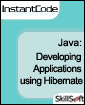 InstantCode
Java:
Developing
Applications
using Hibernate
SkillSoft